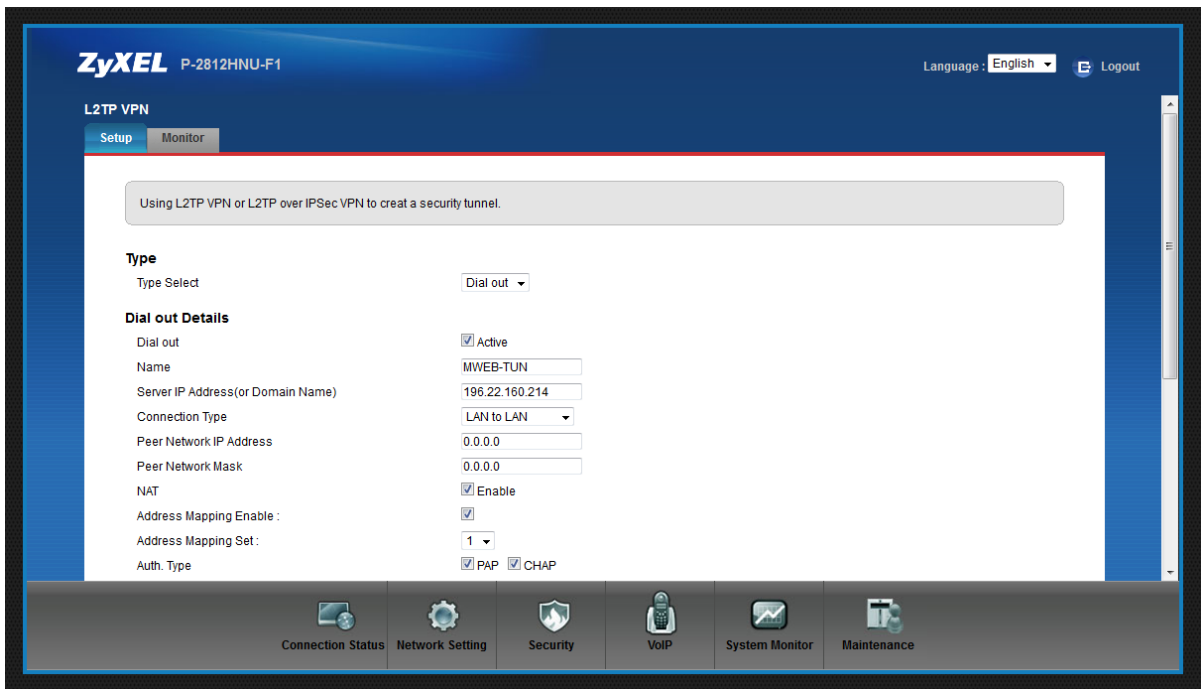 ZyXEL P-2812HNU-F1
Language : English
Logout
L2TP VPN
Setup Monitor
Using L2TP VPN or L2TP over IPSec VPN to creat a security tunnel.
Type
Type Select Dial out
Dial out Details
Dial out Active
Name MWEB-TUN
Server IP Address(or Domain Name) 196.22.160.214
Connection Type LAN to LAN
Peer Network IP Address 0.0.0.0
Peer Network Mask 0.0.0.0
NAT Enable
Address Mapping Enable :
Address Mapping Set : 1
Auth. Type PAP CHAP
Connection Status Network Setting Security VoIP System Monitor Maintenance